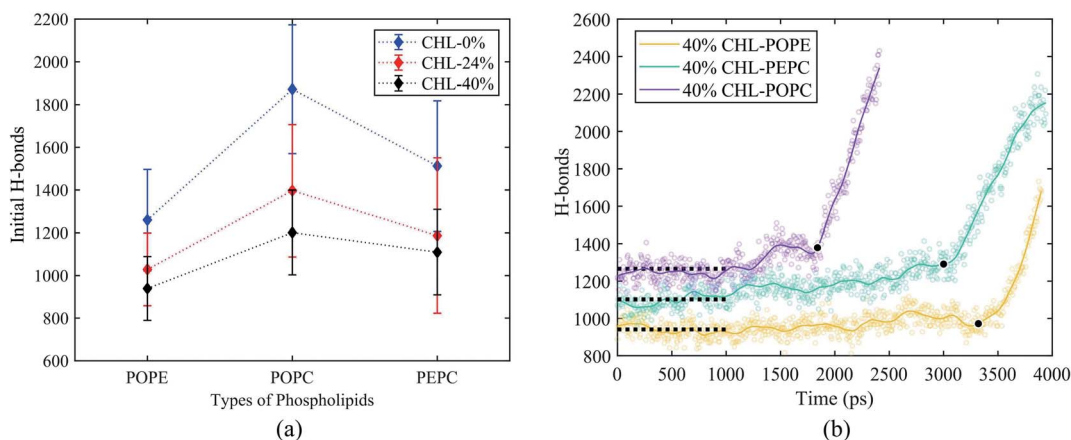 2200
2000
1800
1600
1400
1200
1000
800
600
Initial H-bonds
CHL-0%
CHL-24%
CHL-40%
POPE
POPC
PEPC
Types of Phospholipids
(a)
2600
2400
2200
2000
1800
1600
1400
1200
1000
800
H-bonds
40% CHL-POPE
40% CHL-PEPC
40% CHL-POPC
0
500
1000
1500
2000
2500
3000
3500
4000
Time (ps)
(b)